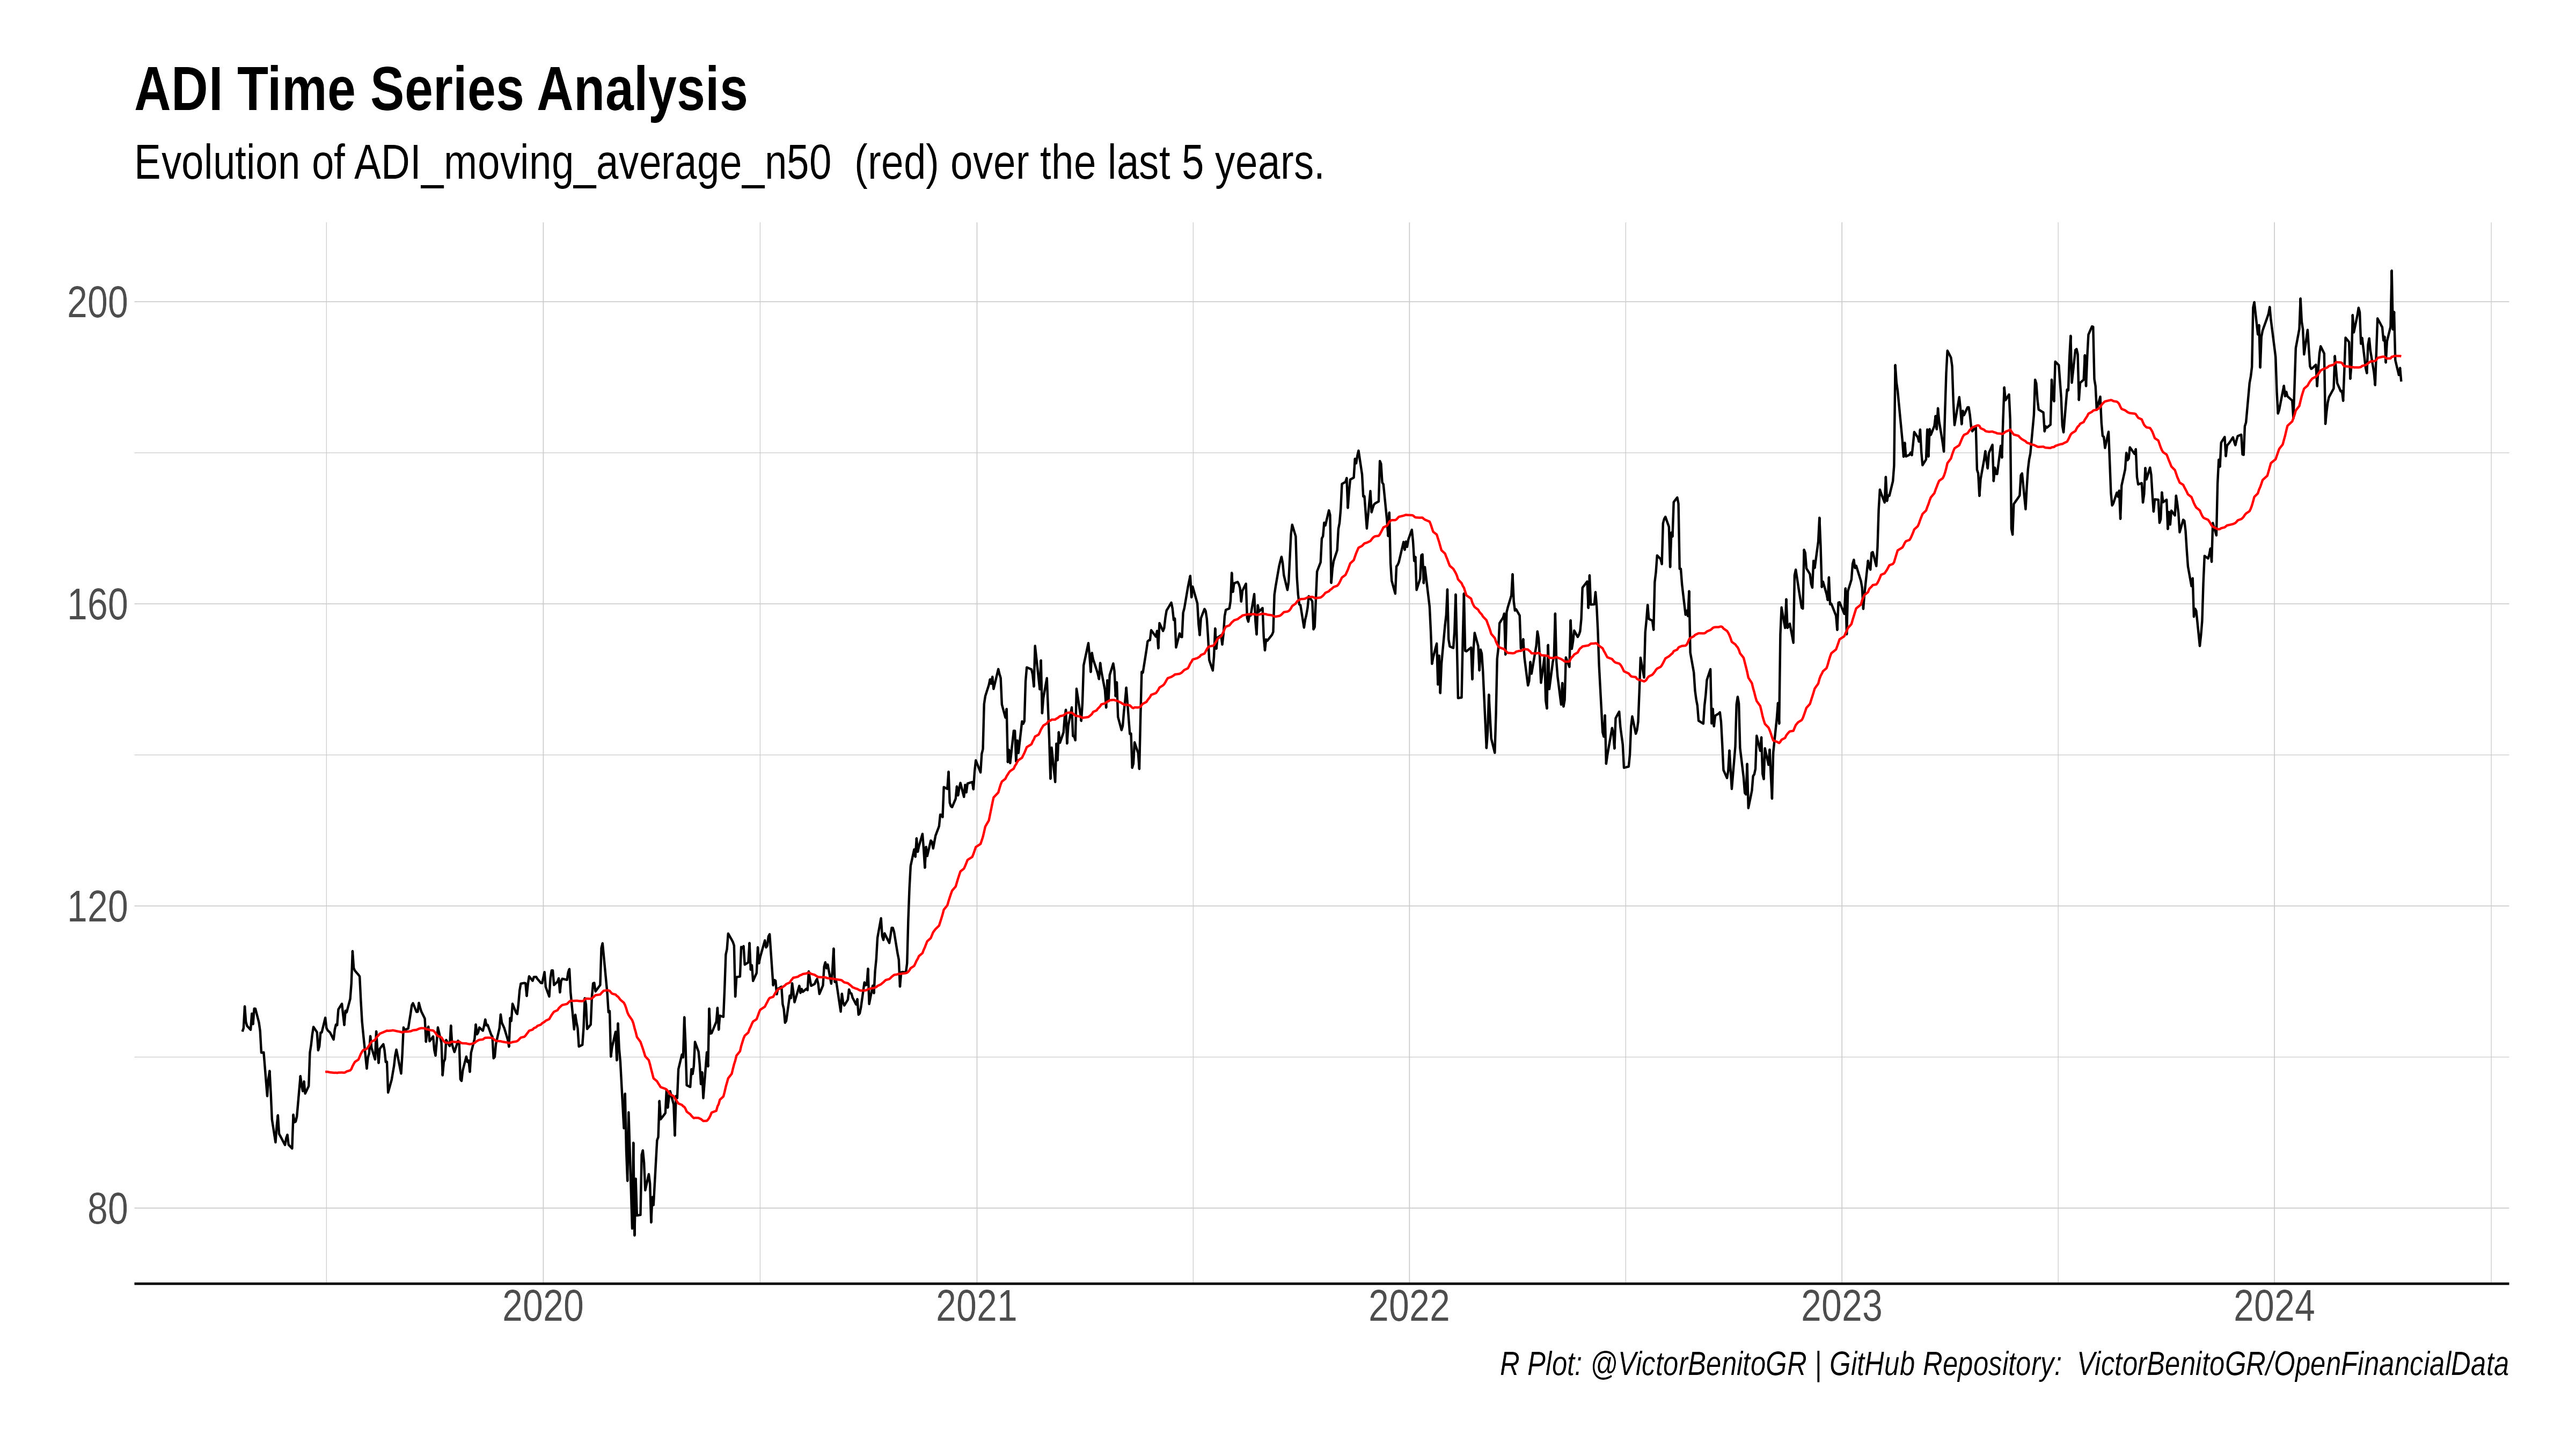 ADI Time Series Analysis
Evolution of ADI_moving_average_n50  (red) over the last 5 years.
200
160
120
80
2020 2021 2022 2023 2024
R Plot: @VictorBenitoGR | GitHub Repository:  VictorBenitoGR/OpenFinancialData